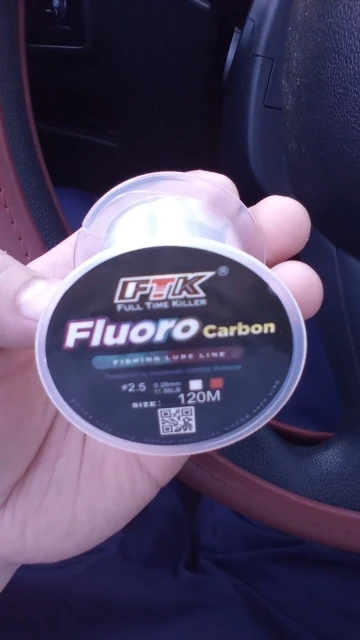 FTK®
FULL TIME KILLER
Fluoro Carbon
FISHING LURE LINE
#2.5
SIZE: 120M